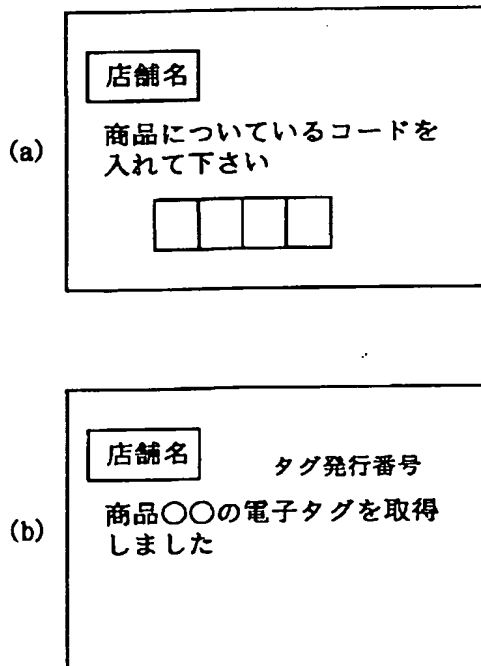 (a)
店舗名
商品についているコードを
入れて下さい
(b)
店舗名
タグ発行番号
商品〇〇の電子タグを取得
しました